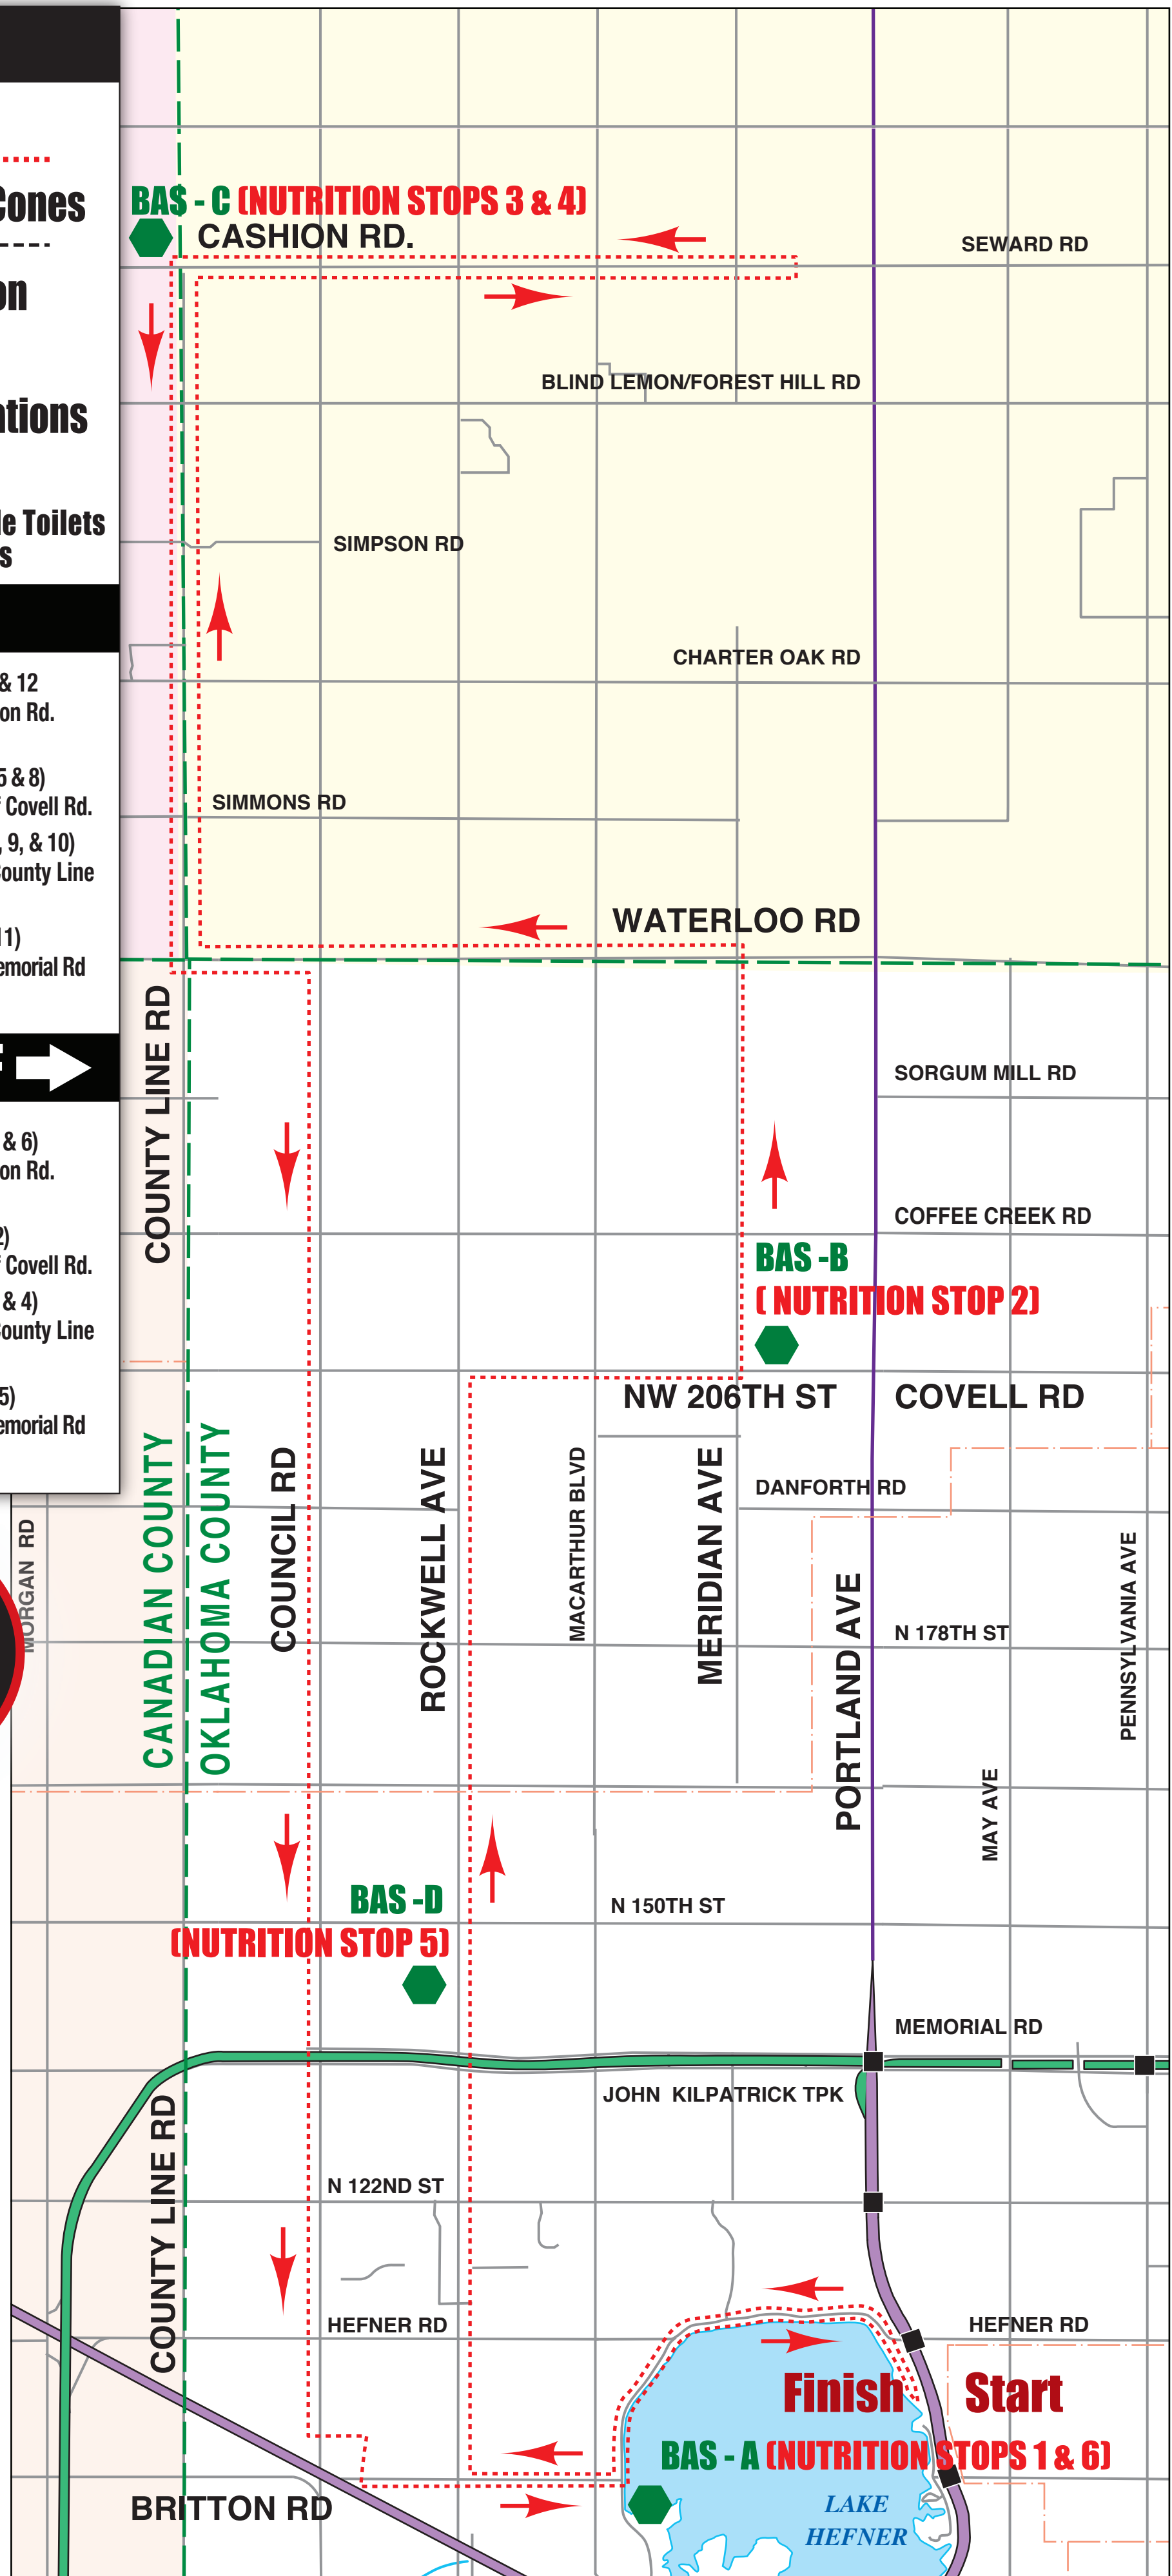 Cones
on
ations
le Toilets
s
& 12
on Rd.
5 & 8)
f Covell Rd.
, 9, & 10)
County Line
11)
emorial Rd
F
& 6)
on Rd.
2)
f Covell Rd.
& 4)
County Line
5)
emorial Rd
BAS - C (NUTRITION STOPS 3 & 4)
CASHION RD.
SEWARD RD
BLIND LEMON/FOREST HILL RD
SIMPSON RD
CHARTER OAK RD
SIMMONS RD
WATERLOO RD
COUNTY LINE RD
SORGUM MILL RD
COFFEE CREEK RD
BAS -B
( NUTRITION STOP 2)
NW 206TH ST
COVELL RD
MORGAN RD
CANADIAN COUNTY
OKLAHOMA COUNTY
COUNCIL RD
ROCKWELL AVE
MACARTHUR BLVD
MERIDIAN AVE
DANFORTH RD
PORTLAND AVE
N 178TH ST
PENNSYLVANIA AVE
MAY AVE
BAS -D
(NUTRITION STOP 5)
N 150TH ST
MEMORIAL RD
JOHN KILPATRICK TPK
COUNTY LINE RD
N 122ND ST
HEFNER RD
HEFNER RD
Finish
Start
BAS - A (NUTRITION STOPS 1 & 6)
BRITTON RD
LAKE
HEFNER